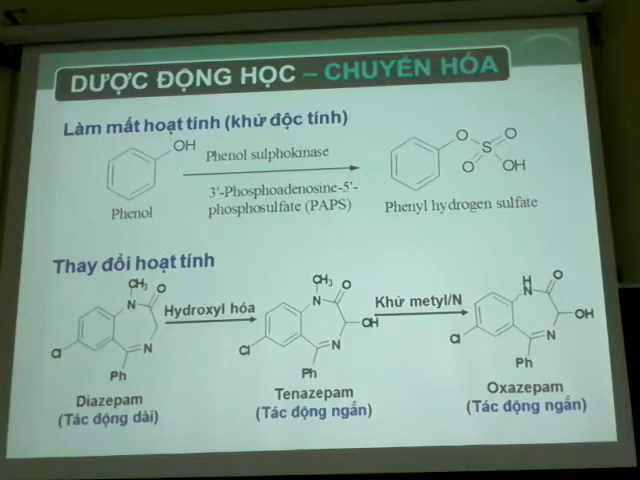 DƯỢC ĐỘNG HỌC – CHUYỂN HÓA
Làm mất hoạt tính (khử độc tính)
OH
Phenol sulphokinase
3'-Phosphoadenosine-5'-
phosphosulfate (PAPS)
Phenol
O
O
S
O
OH
Phenyl hydrogen sulfate
Thay đổi hoạt tính
CH₃
O
N
N
Cl
Ph
Diazepam
(Tác động dài)
Hydroxyl hóa
CH₃
O
N
OH
N
Cl
Ph
Tenazepam
(Tác động ngắn)
Khử metyl/N
H
O
N
OH
N
Cl
Ph
Oxazepam
(Tác động ngắn)